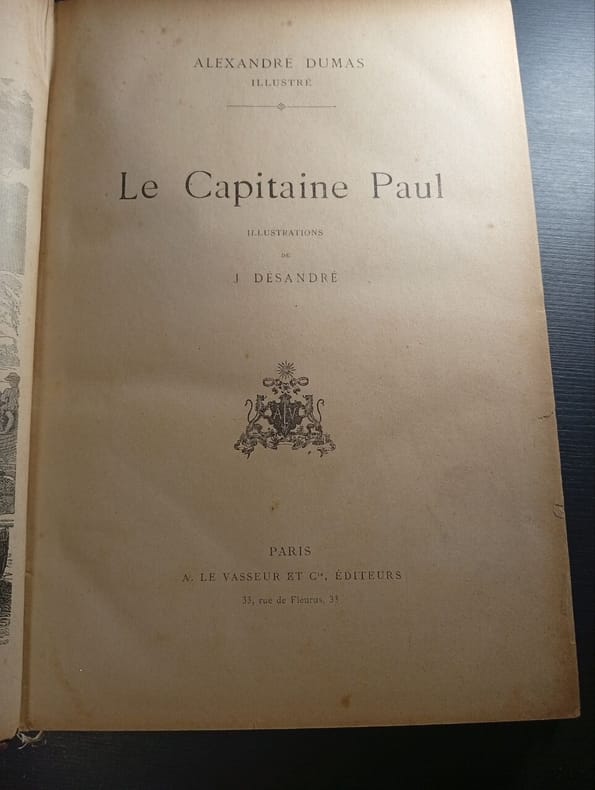 ALEXANDRE DUMAS
ILLUSTRÉ
Le Capitaine Paul
ILLUSTRATIONS
DE
J DÉSANDRÉ
ALV
PARIS
A. LE VASSEUR ET Cie, ÉDITEURS
33, rue de Fleurus, 33